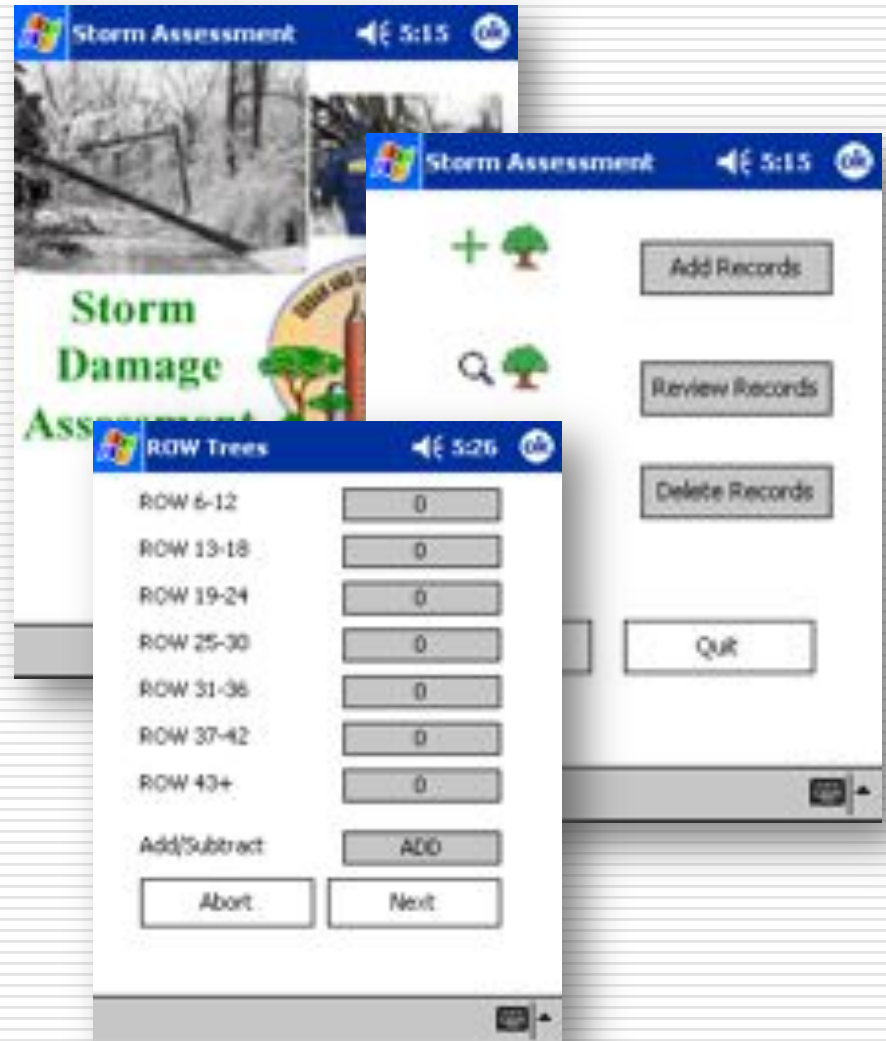 Storm Assessment 5:15 ok
Storm
Damage
Assessment
Storm Assessment 5:15 ok
Add Records
Review Records
Delete Records
Quit
ROW Trees 5:26 ok
ROW 6-12 0
ROW 13-18 0
ROW 19-24 0
ROW 25-30 0
ROW 31-36 0
ROW 37-42 0
ROW 43+ 0
Add/Subtract ADD
Abort Next